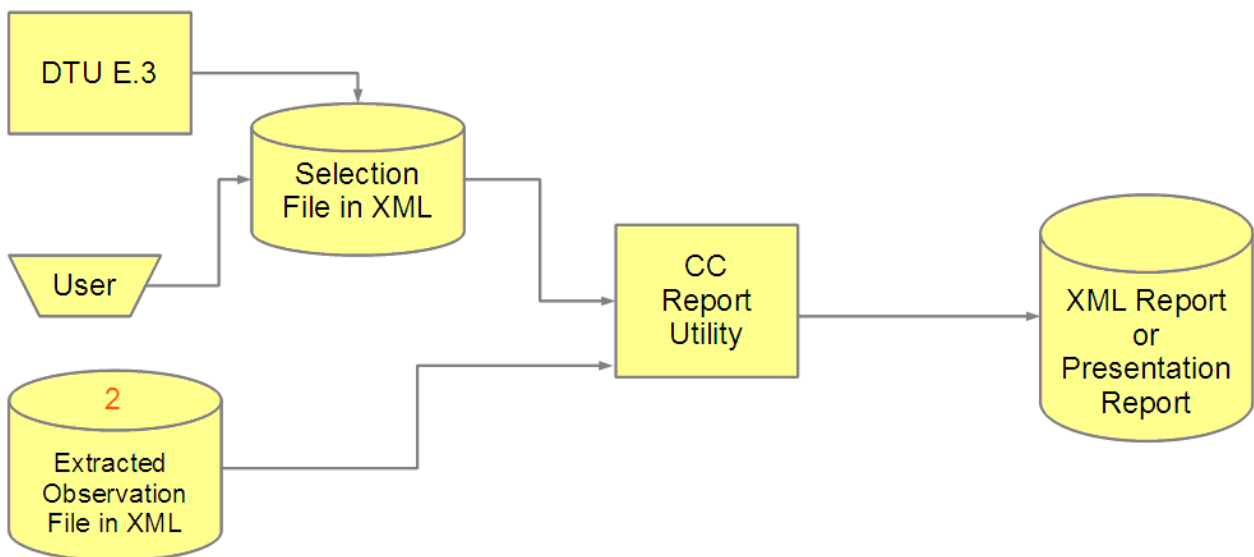 DTU E.3
Selection
File in XML
User
CC
Report
Utility
XML Report
or
Presentation
Report
2
Extracted
Observation
File in XML